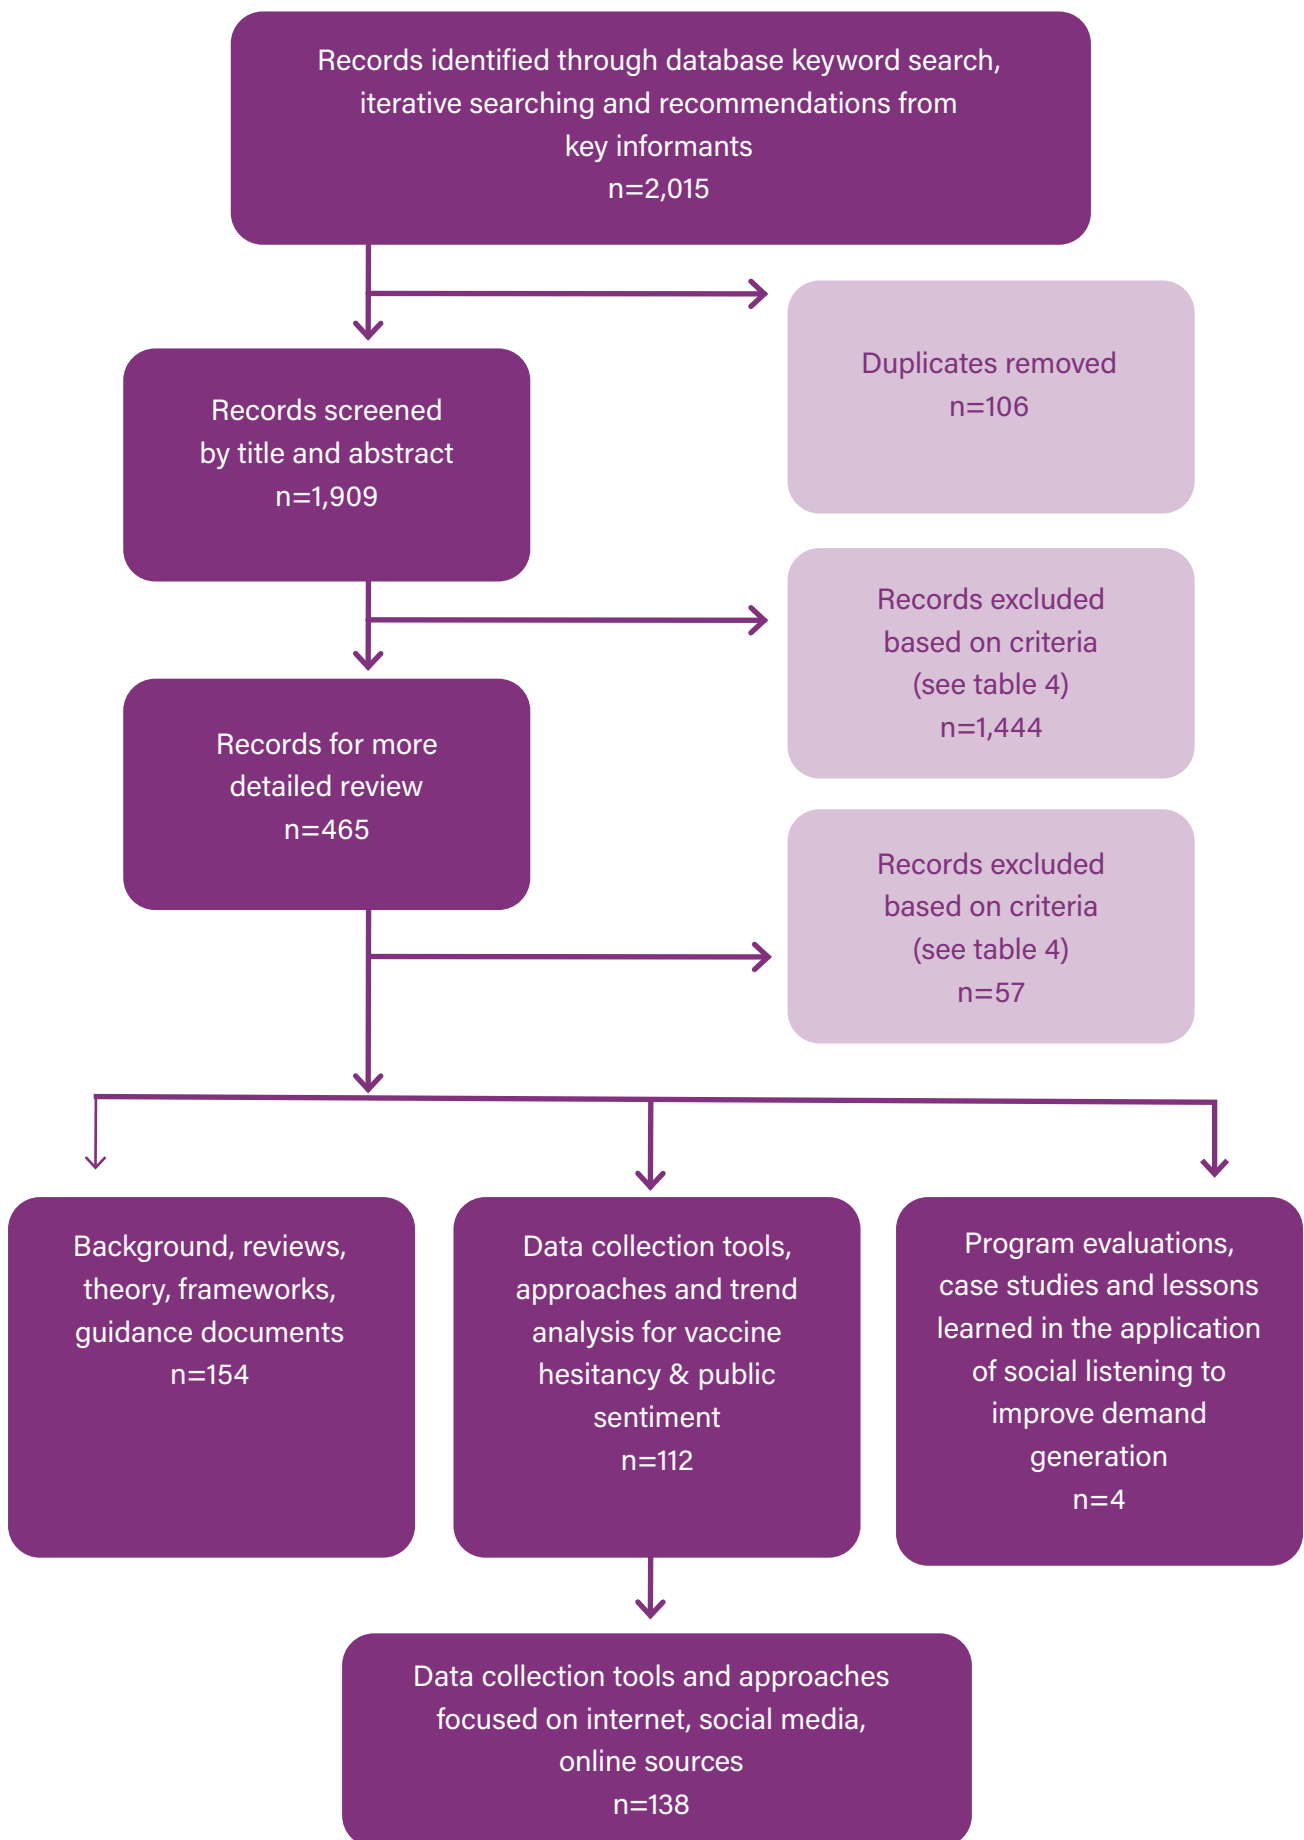 Records identified through database keyword search,
iterative searching and recommendations from
key informants
n=2,015
Duplicates removed
n=106
Records screened
by title and abstract
n=1,909
Records excluded
based on criteria
(see table 4)
n=1,444
Records for more
detailed review
n=465
Records excluded
based on criteria
(see table 4)
n=57
Background, reviews,
theory, frameworks,
guidance documents
n=154
Data collection tools,
approaches and trend
analysis for vaccine
hesitancy & public
sentiment
n=112
Program evaluations,
case studies and lessons
learned in the application
of social listening to
improve demand
generation
n=4
Data collection tools and approaches
focused on internet, social media,
online sources
n=138